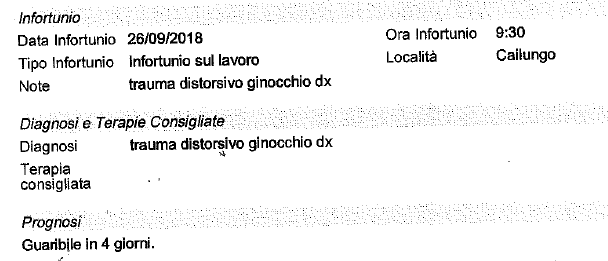 Infortunio
Data Infortunio 26/09/2018 Ora Infortunio 9:30
Tipo Infortunio Infortunio sul lavoro Località Cailungo
Note trauma distorsivo ginocchio dx
Diagnosi e Terapie Consigliate
Diagnosi trauma distorsivo ginocchio dx
Terapia
consigliata
Prognosi
Guaribile in 4 giorni.